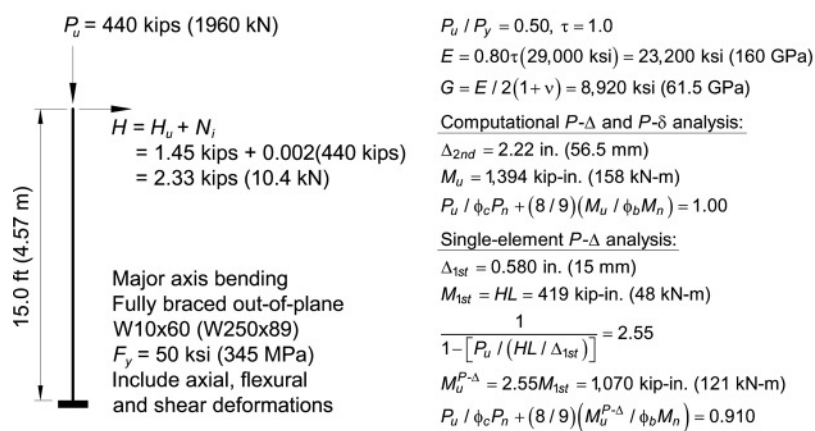 P_u = 440 kips (1960 kN)
15.0 ft (4.57 m)
H = H_u + N_i
= 1.45 kips + 0.002(440 kips)
= 2.33 kips (10.4 kN)
Major axis bending
Fully braced out-of-plane
W10x60 (W250x89)
F_y = 50 ksi (345 MPa)
Include axial, flexural
and shear deformations
P_u / P_y = 0.50, τ = 1.0
E = 0.80τ(29,000 ksi) = 23,200 ksi (160 GPa)
G = E / 2(1+ ν) = 8,920 ksi (61.5 GPa)
Computational P-Δ and P-δ analysis:
Δ_2nd = 2.22 in. (56.5 mm)
M_u = 1,394 kip-in. (158 kN-m)
P_u / ϕ_cP_n + (8 / 9)(M_u / ϕ_bM_n) = 1.00
Single-element P-Δ analysis:
Δ_1st = 0.580 in. (15 mm)
M_1st = HL = 419 kip-in. (48 kN-m)
1 / (1 − [P_u / (HL / Δ_1st)]) = 2.55
M_u^P-Δ = 2.55M_1st = 1,070 kip-in. (121 kN-m)
P_u / ϕ_cP_n + (8 / 9)(M_u^P-Δ / ϕ_bM_n) = 0.910